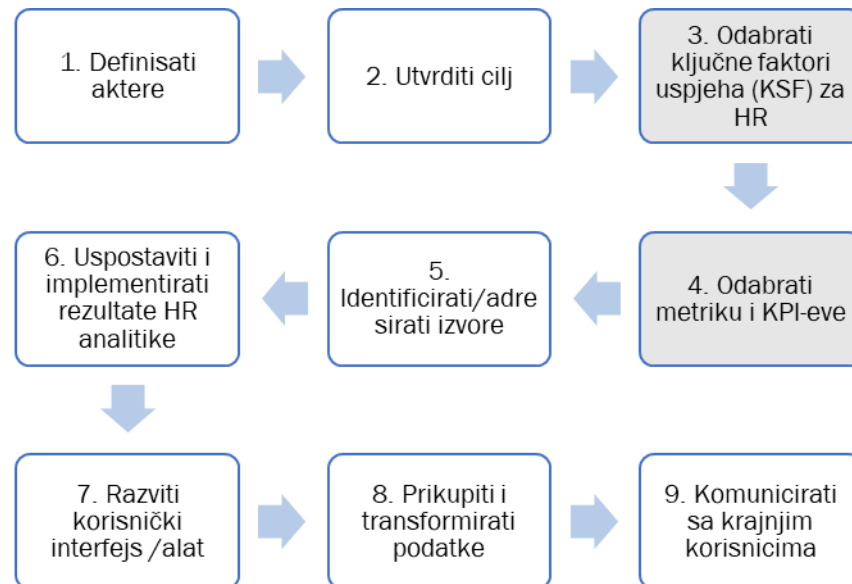 1. Definisati
aktere
2. Utvrditi cilj
3. Odabrati
ključne faktori
uspjeha (KSF) za
HR
6. Uspostaviti i
implementirati
rezultate HR
analitike
5.
Identificirati/adre
sirati izvore
4. Odabrati
metriku i KPI-eve
7. Razviti
korisnički
interfejs /alat
8. Prikupiti i
transformirati
podatke
9. Komunicirati
sa krajnjim
korisnicima